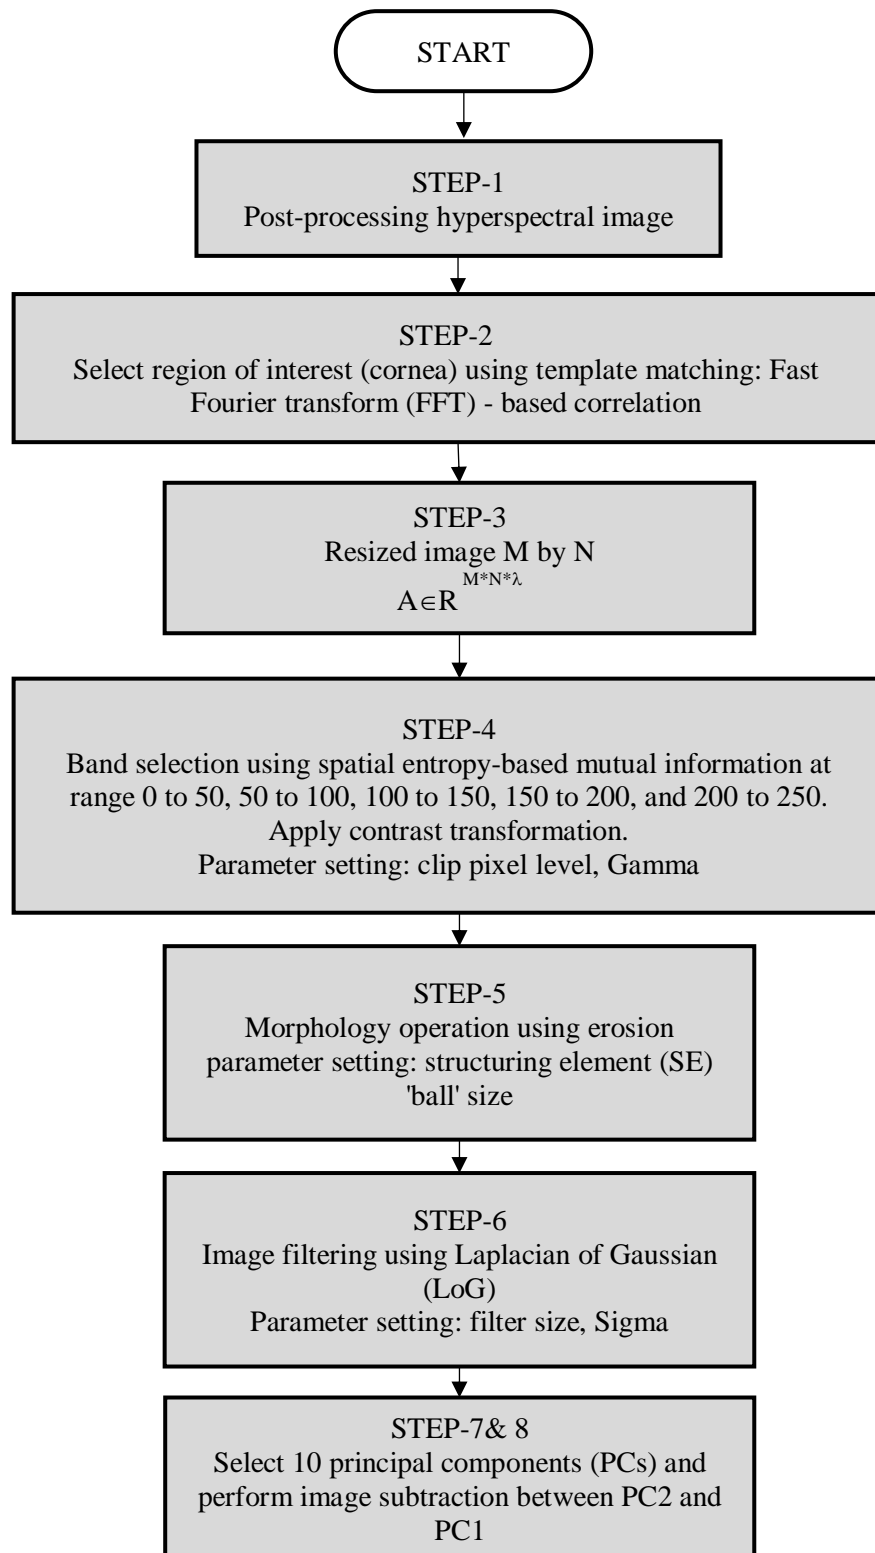 START
STEP-1
Post-processing hyperspectral image
STEP-2
Select region of interest (cornea) using template matching: Fast
Fourier transform (FFT) - based correlation
STEP-3
Resized image M by N
A∈R^M*N*λ
STEP-4
Band selection using spatial entropy-based mutual information at
range 0 to 50, 50 to 100, 100 to 150, 150 to 200, and 200 to 250.
Apply contrast transformation.
Parameter setting: clip pixel level, Gamma
STEP-5
Morphology operation using erosion
parameter setting: structuring element (SE)
'ball' size
STEP-6
Image filtering using Laplacian of Gaussian
(LoG)
Parameter setting: filter size, Sigma
STEP-7& 8
Select 10 principal components (PCs) and
perform image subtraction between PC2 and
PC1